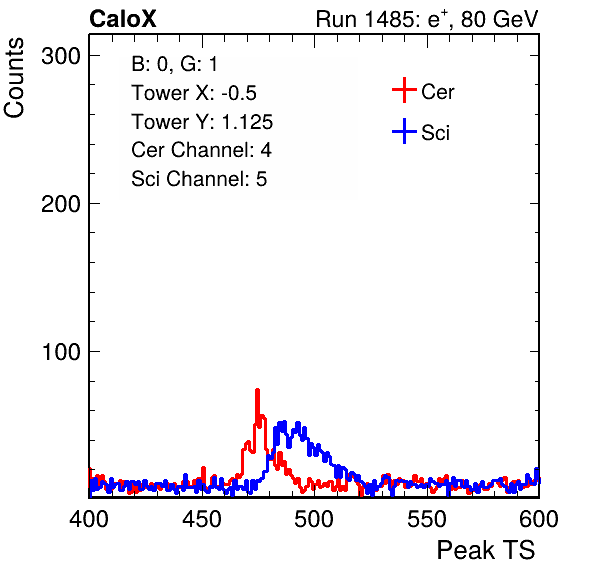 CaloX Run 1485: e⁺, 80 GeV
Counts
300
200
100
B: 0, G: 1
Tower X: -0.5
Tower Y: 1.125
Cer Channel: 4
Sci Channel: 5
Cer
Sci
400 450 500 550 600
Peak TS